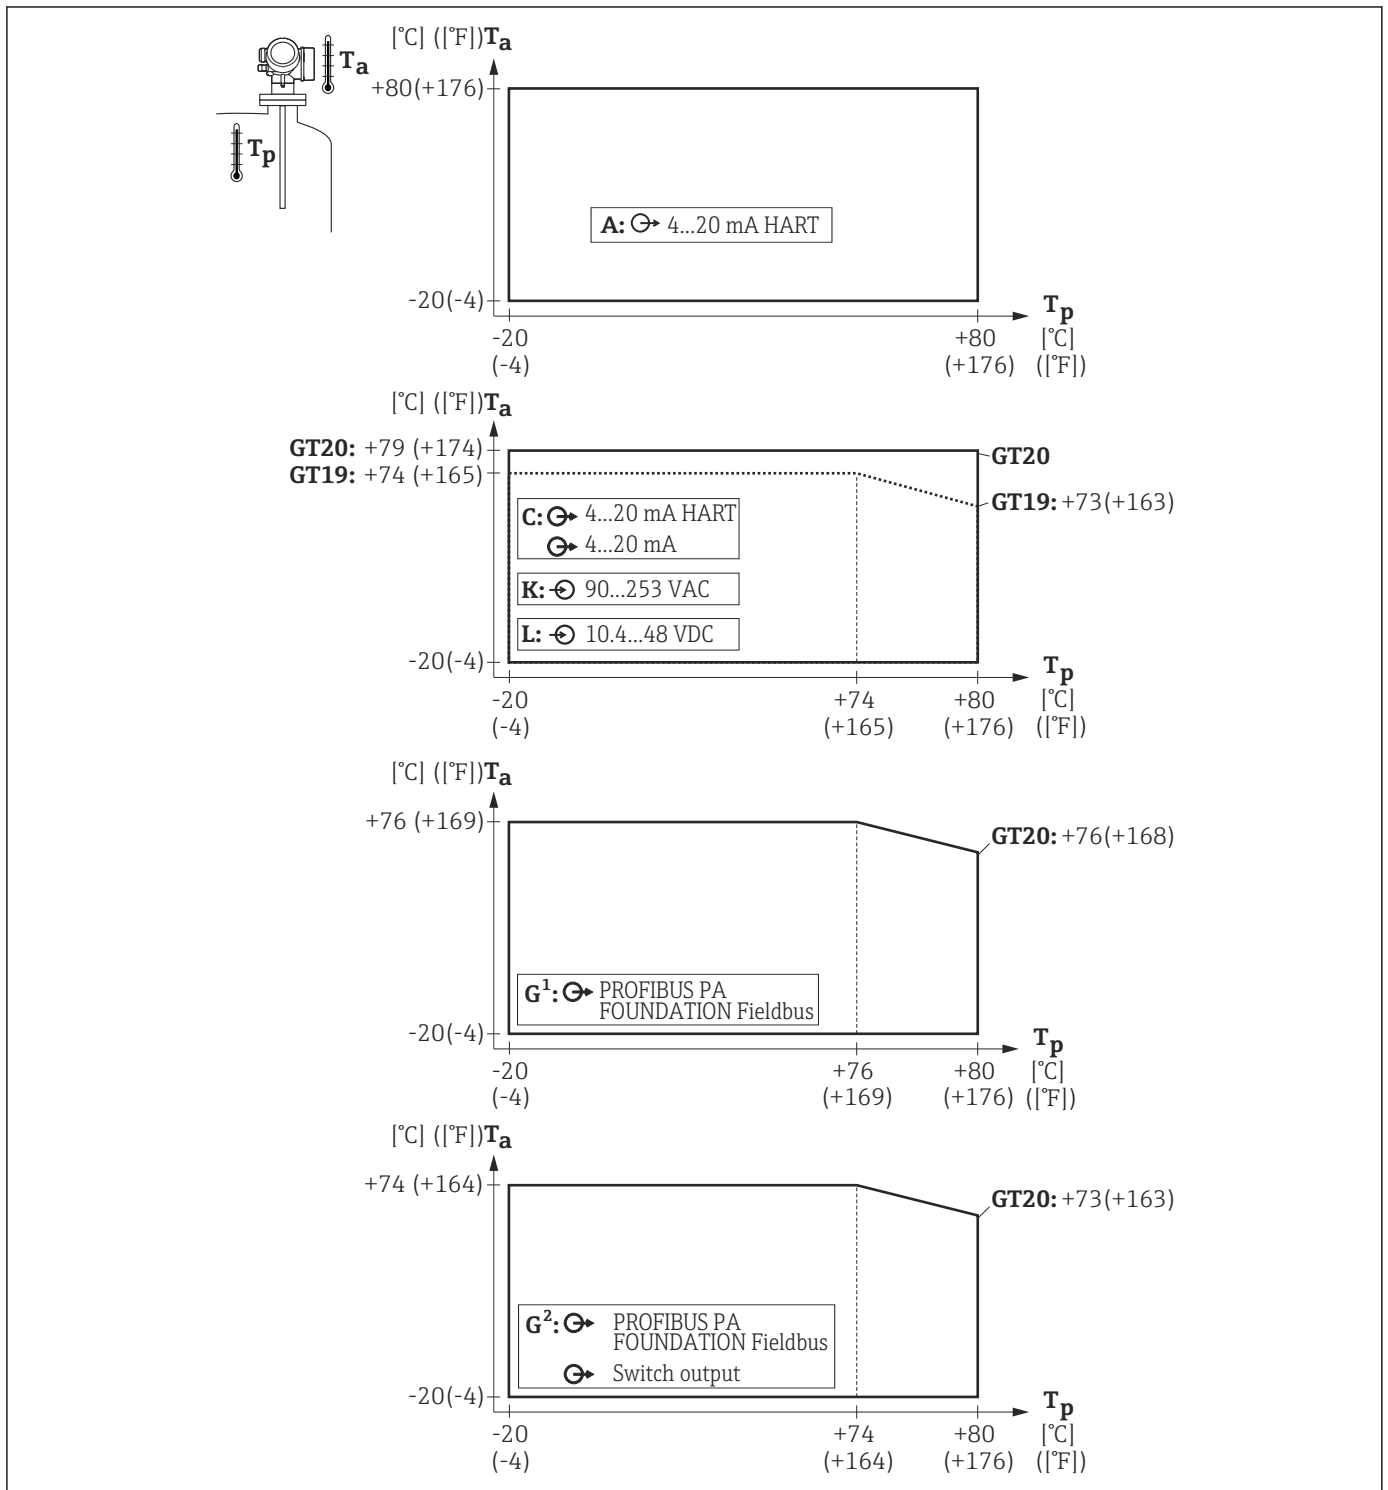 [°C] ([°F])Ta
Ta
+80(+176)
Tp
A: 4...20 mA HART
-20(-4)
Tp
-20 +80 [°C]
(-4) (+176) ([°F])
[°C] ([°F])Ta
GT20: +79 (+174)
GT20
GT19: +74 (+165)
GT19: +73(+163)
C: 4...20 mA HART
4...20 mA
K: 90...253 VAC
L: 10.4...48 VDC
-20(-4)
Tp
-20 +74 +80 [°C]
(-4) (+165) (+176) ([°F])
[°C] ([°F])Ta
+76 (+169)
GT20: +76(+168)
G1: PROFIBUS PA
FOUNDATION Fieldbus
-20(-4)
Tp
-20 +76 +80 [°C]
(-4) (+169) (+176) ([°F])
[°C] ([°F])Ta
+74 (+164)
GT20: +73(+163)
G2: PROFIBUS PA
FOUNDATION Fieldbus
Switch output
-20(-4)
Tp
-20 +74 +80 [°C]
(-4) (+164) (+176) ([°F])